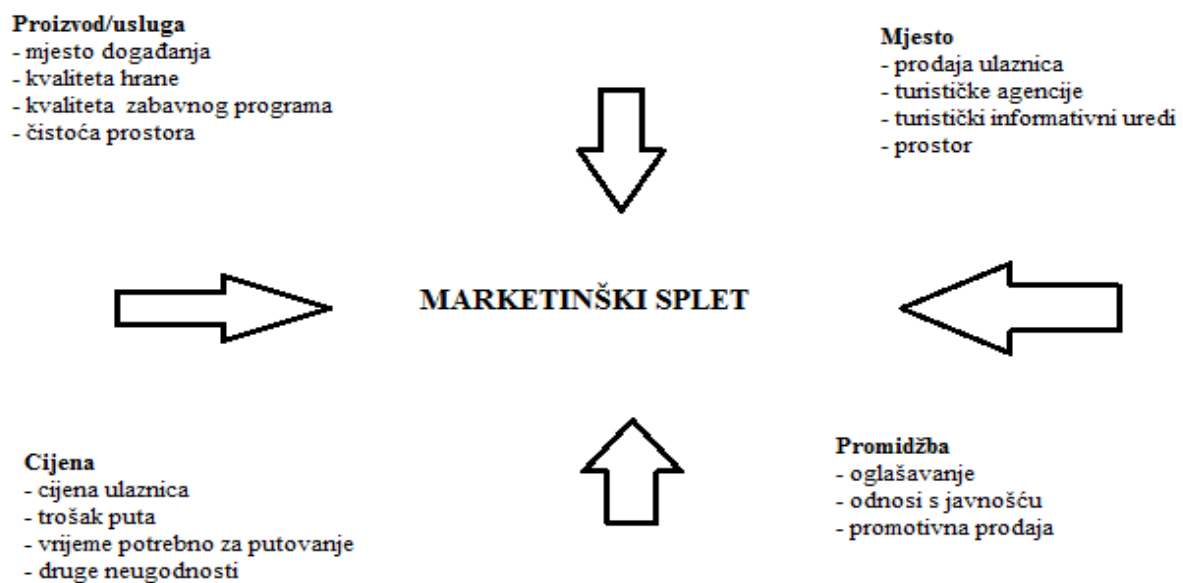 Proizvod/usluga
- mjesto događanja
- kvaliteta hrane
- kvaliteta zabavnog programa
- čistoća prostora
Mjesto
- prodaja ulaznica
- turističke agencije
- turistički informativni uredi
- prostor
MARKETINŠKI SPLET
Cijena
- cijena ulaznica
- trošak puta
- vrijeme potrebno za putovanje
- druge neugodnosti
Promidžba
- oglašavanje
- odnosi s javnošću
- promotivna prodaja